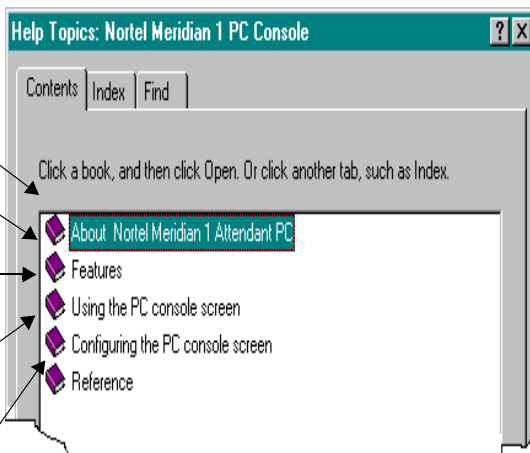 Help Topics: Nortel Meridian 1 PC Console
Contents Index Find
Click a book, and then click Open. Or click another tab, such as Index.
About Nortel Meridian 1 Attendant PC
Features
Using the PC console screen
Configuring the PC console screen
Reference